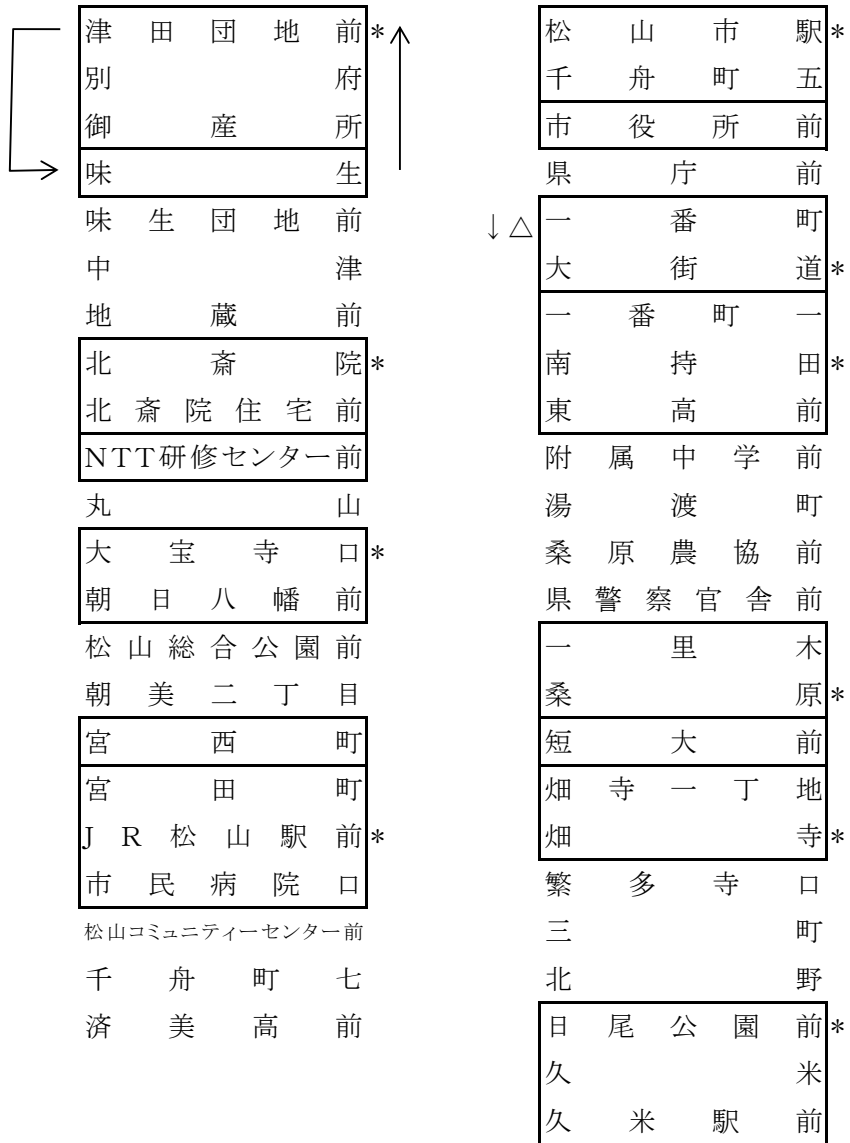 津田団地前*
別府
御産所
味生
味生団地前
中津
地蔵前
北斎院*
北斎院住宅前
NTT研修センター前
丸山
大宝寺口*
朝日八幡前
松山総合公園前
朝美二丁目
宮西町
宮田町
JR松山駅前*
市民病院口
松山コミュニティーセンター前
千舟町七
済美高前
松山市駅*
千舟町五
市役所前
県庁前
↓△一番町
大街道*
一番町一
南持田*
東高前
附属中学前
湯渡町
桑原農協前
県警察官舎前
一里木
桑原*
短大前
畑寺一丁地
畑寺*
繁多寺口
三町
北野
日尾公園前*
久米
久米駅前